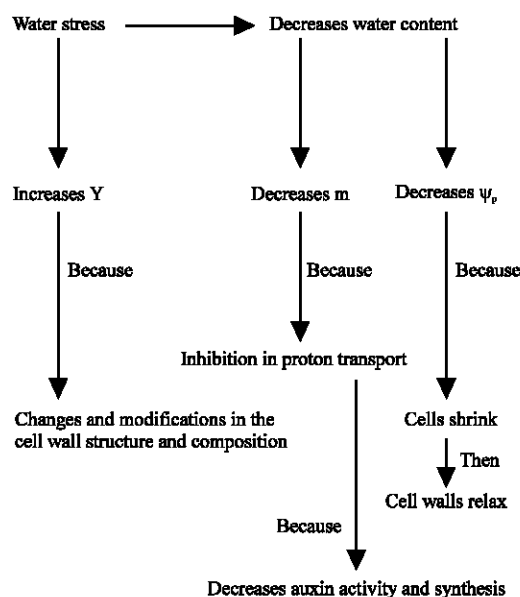 Water stress
Decreases water content
Increases Y
Decreases m
Decreases ψp
Because
Because
Because
Inhibition in proton transport
Changes and modifications in the
cell wall structure and composition
Cells shrink
Then
Cell walls relax
Because
Decreases auxin activity and synthesis